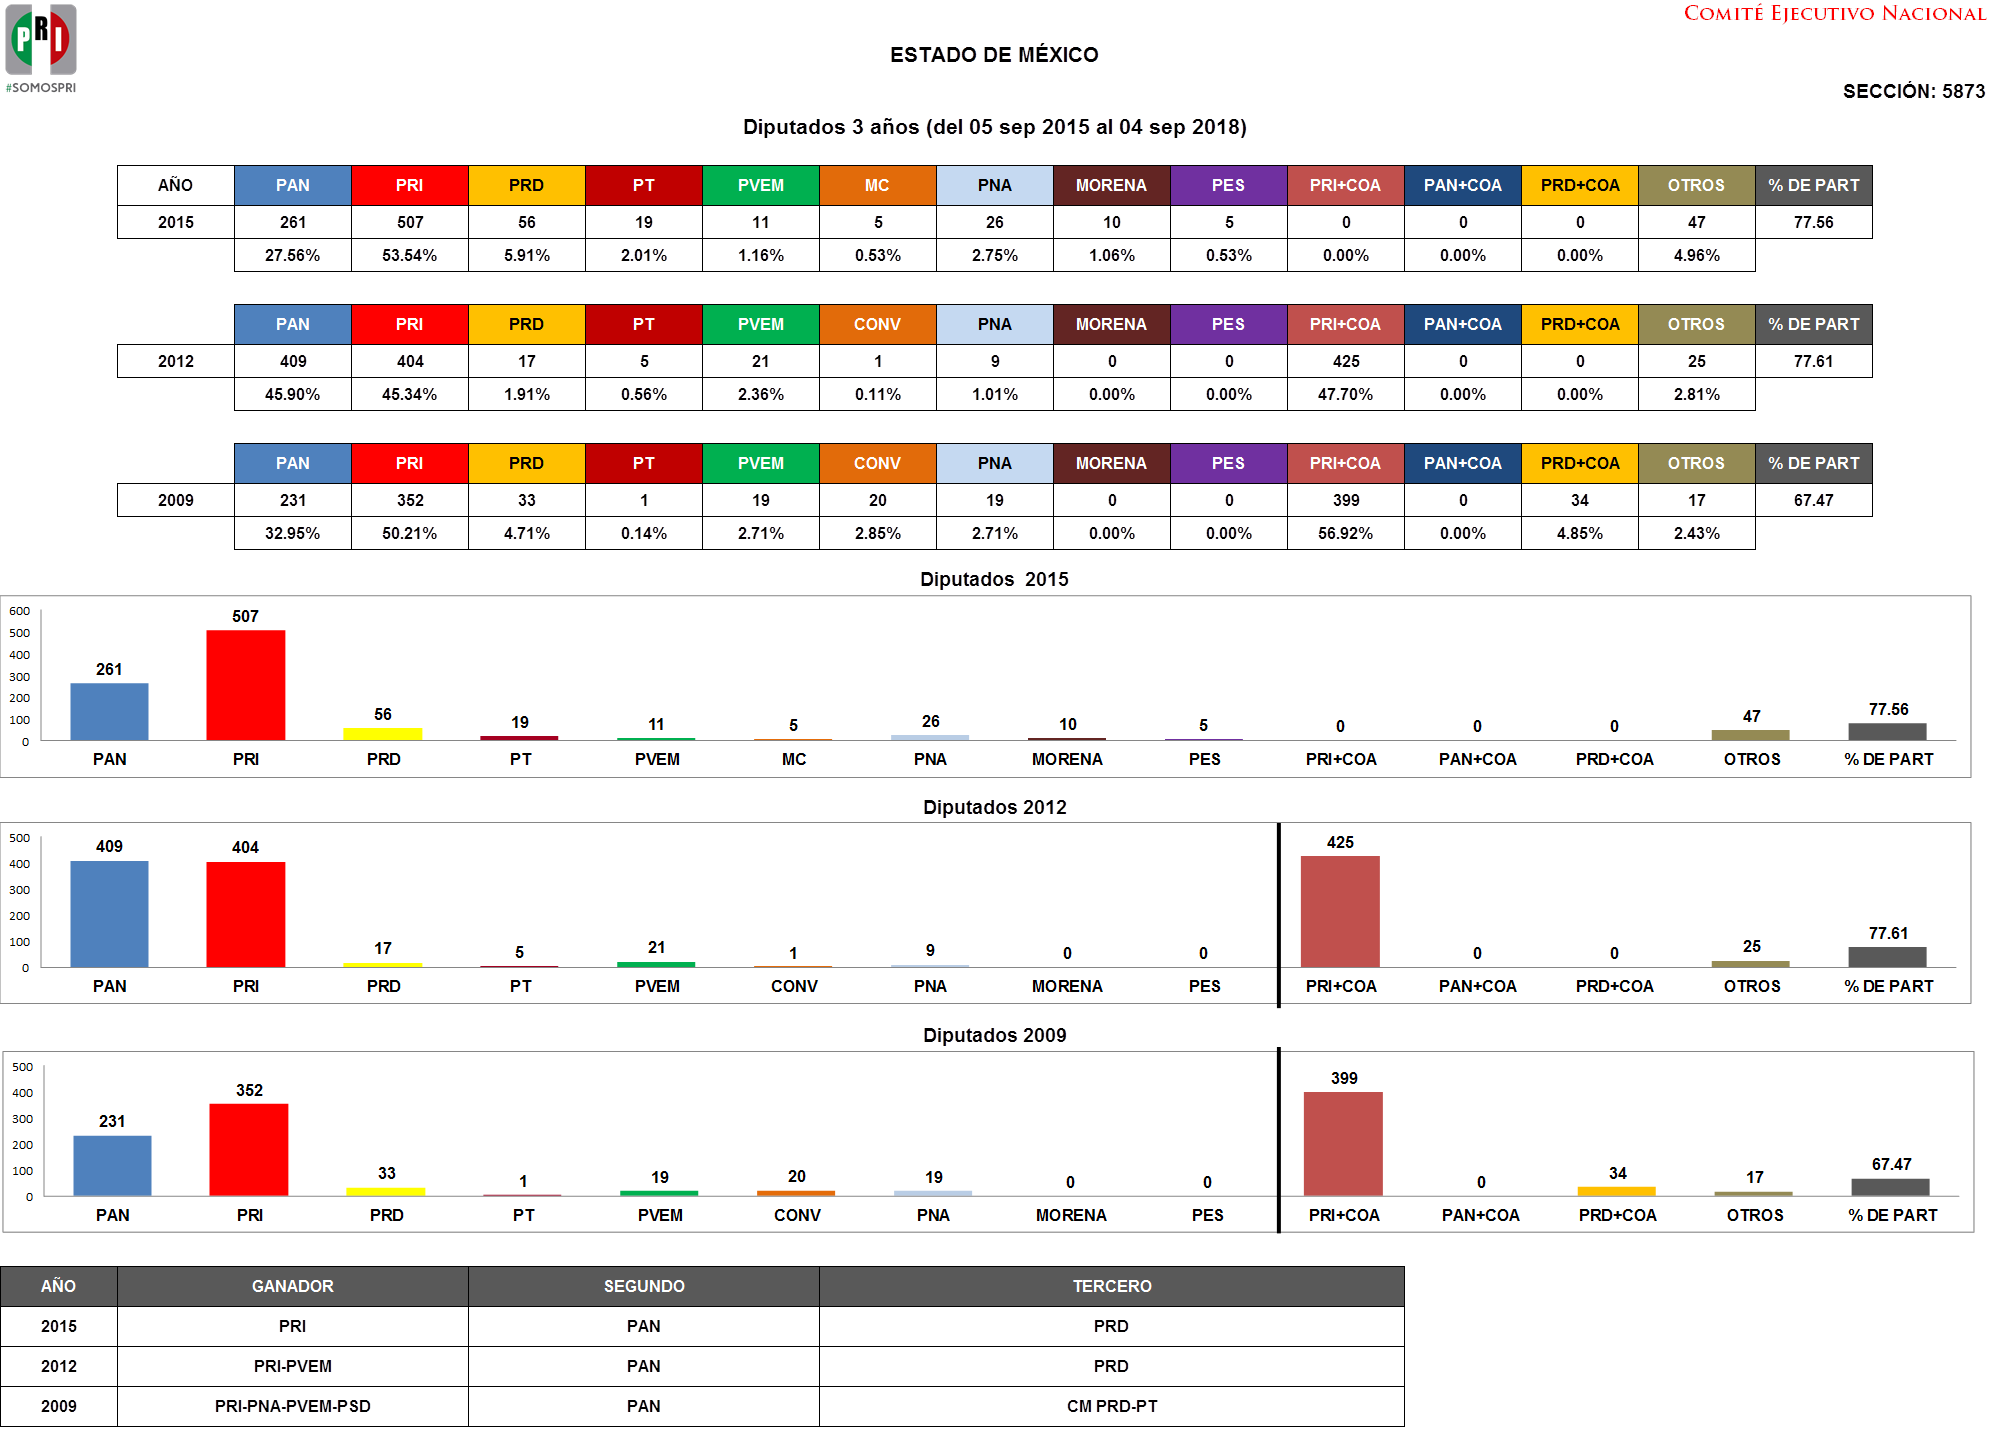 PRI
#SOMOSPRI
COMITÉ EJECUTIVO NACIONAL
ESTADO DE MÉXICO
SECCIÓN: 5873
Diputados 3 años (del 05 sep 2015 al 04 sep 2018)
AÑO PAN PRI PRD PT PVEM MC PNA MORENA PES PRI+COA PAN+COA PRD+COA OTROS % DE PART
2015 261 507 56 19 11 5 26 10 5 0 0 0 47 77.56
27.56% 53.54% 5.91% 2.01% 1.16% 0.53% 2.75% 1.06% 0.53% 0.00% 0.00% 0.00% 4.96%
PAN PRI PRD PT PVEM CONV PNA MORENA PES PRI+COA PAN+COA PRD+COA OTROS % DE PART
2012 409 404 17 5 21 1 9 0 0 425 0 0 25 77.61
45.90% 45.34% 1.91% 0.56% 2.36% 0.11% 1.01% 0.00% 0.00% 47.70% 0.00% 0.00% 2.81%
PAN PRI PRD PT PVEM CONV PNA MORENA PES PRI+COA PAN+COA PRD+COA OTROS % DE PART
2009 231 352 33 1 19 20 19 0 0 399 0 34 17 67.47
32.95% 50.21% 4.71% 0.14% 2.71% 2.85% 2.71% 0.00% 0.00% 56.92% 0.00% 4.85% 2.43%
Diputados 2015
600
500
400
300
200
100
0
261 507 56 19 11 5 26 10 5 0 0 0 47 77.56
PAN PRI PRD PT PVEM MC PNA MORENA PES PRI+COA PAN+COA PRD+COA OTROS % DE PART
Diputados 2012
500
400
300
200
100
0
409 404 17 5 21 1 9 0 0 425 0 0 25 77.61
PAN PRI PRD PT PVEM CONV PNA MORENA PES PRI+COA PAN+COA PRD+COA OTROS % DE PART
Diputados 2009
500
400
300
200
100
0
231 352 33 1 19 20 19 0 0 399 0 34 17 67.47
PAN PRI PRD PT PVEM CONV PNA MORENA PES PRI+COA PAN+COA PRD+COA OTROS % DE PART
AÑO GANADOR SEGUNDO TERCERO
2015 PRI PAN PRD
2012 PRI-PVEM PAN PRD
2009 PRI-PNA-PVEM-PSD PAN CM PRD-PT